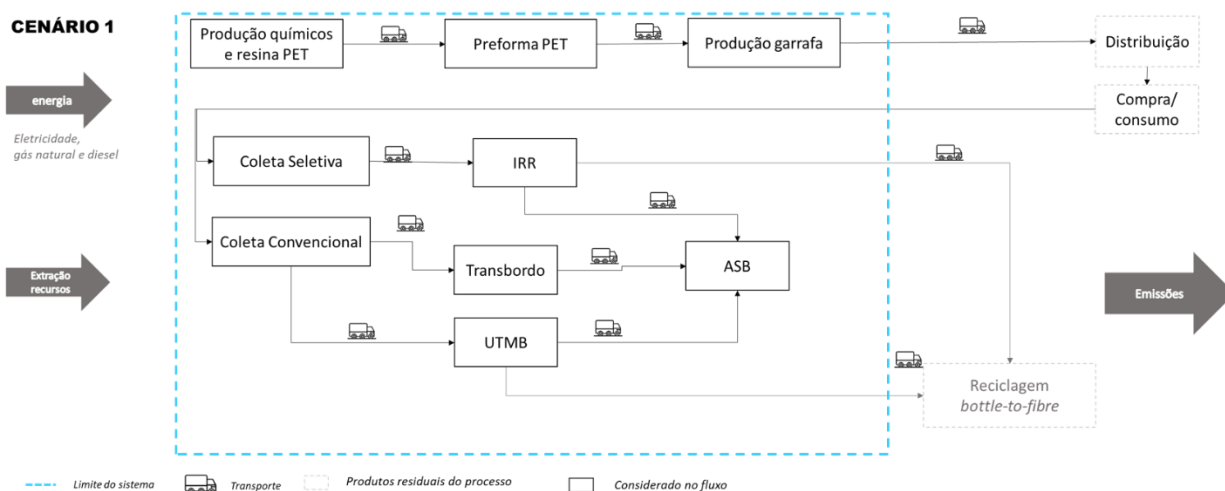 CENÁRIO 1
Produção químicos
e resina PET
Preforma PET
Produção garrafa
Distribuição
energia
Compra/
consumo
Eletricidade,
gás natural e diesel
Coleta Seletiva
IRR
Coleta Convencional
Transbordo
ASB
Extração
recursos
Emissões
UTMB
Reciclagem
bottle-to-fibre
Limite do sistema
Transporte
Produtos residuais do processo
Considerado no fluxo